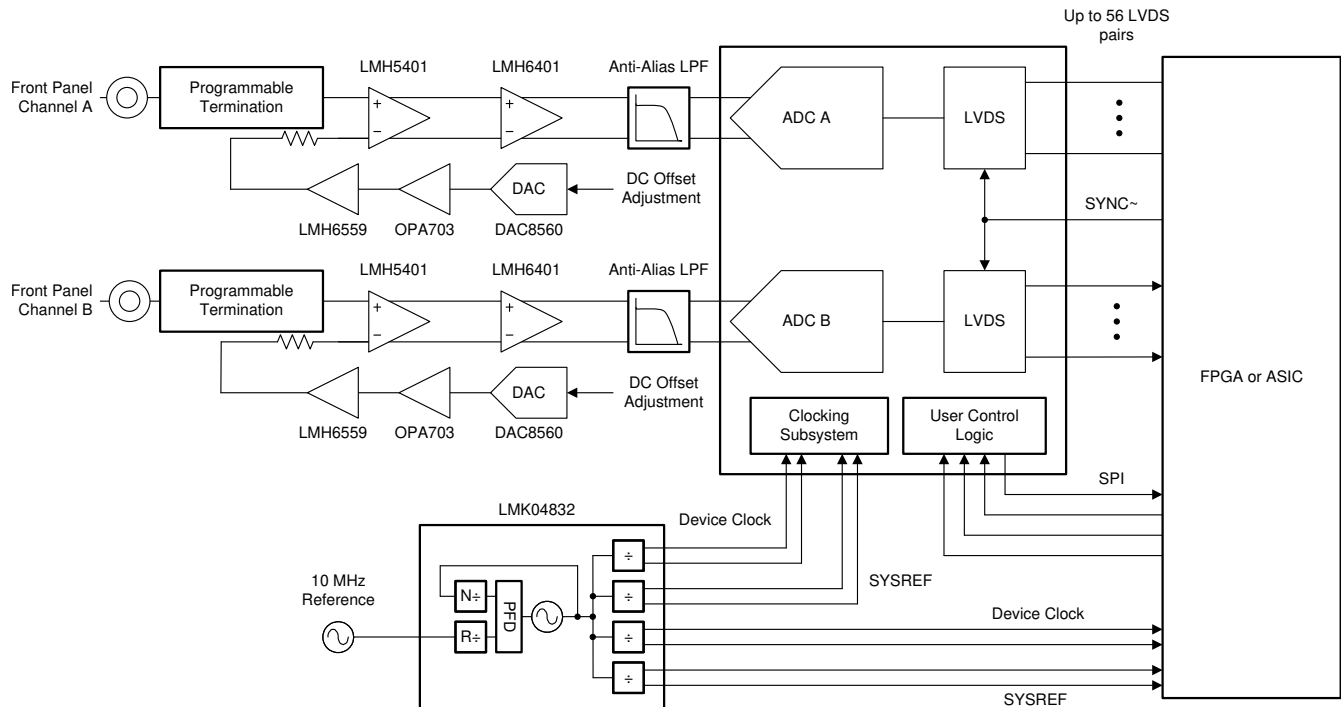 Up to 56 LVDS
pairs
LMH5401
LMH6401
Anti-Alias LPF
Front Panel
Channel A
Programmable
Termination
+
−
+
−
ADC A
LVDS
DAC
DC Offset
Adjustment
LMH6559
OPA703
DAC8560
SYNC~
LMH5401
LMH6401
Anti-Alias LPF
Front Panel
Channel B
Programmable
Termination
+
−
+
−
ADC B
LVDS
FPGA or ASIC
DAC
DC Offset
Adjustment
LMH6559
OPA703
DAC8560
Clocking
Subsystem
User Control
Logic
SPI
LMK04832
Device Clock
÷
10 MHz
Reference
N÷
PFD
÷
SYSREF
R÷
÷
Device Clock
÷
SYSREF